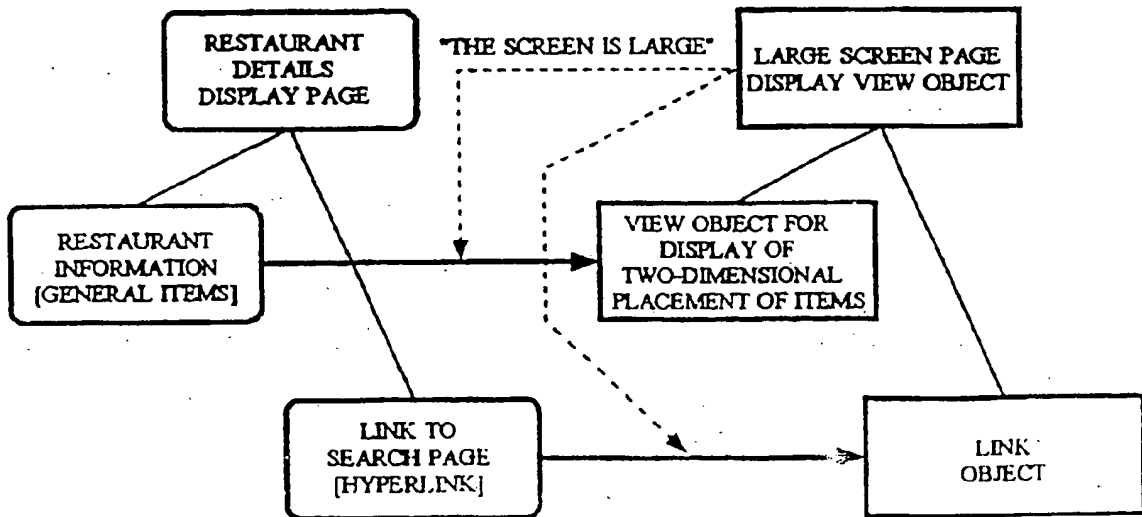 RESTAURANT
DETAILS
DISPLAY PAGE
"THE SCREEN IS LARGE"
LARGE SCREEN PAGE
DISPLAY VIEW OBJECT
RESTAURANT
INFORMATION
[GENERAL ITEMS]
VIEW OBJECT FOR
DISPLAY OF
TWO-DIMENSIONAL
PLACEMENT OF ITEMS
LINK TO
SEARCH PAGE
[HYPERLINK]
LINK
OBJECT